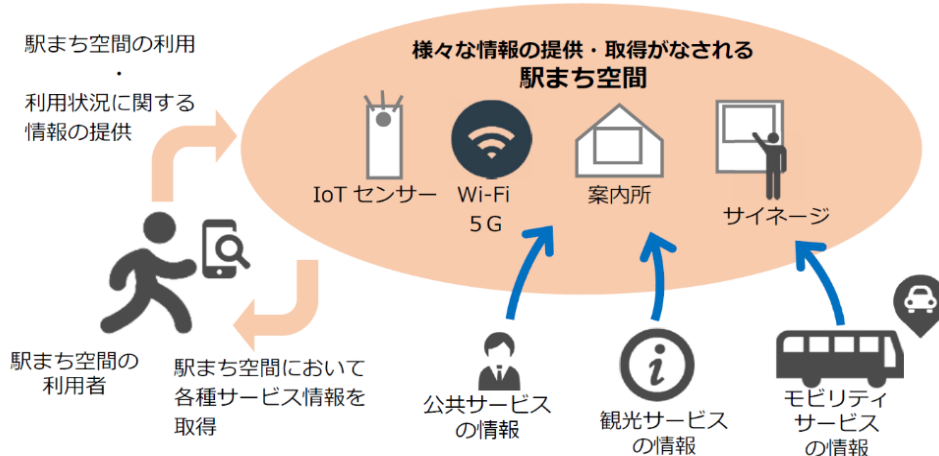 駅まち空間の利用
・
利用状況に関する
情報の提供
様々な情報の提供・取得がなされる
駅まち空間
IoT センサー
Wi-Fi
5G
案内所
サイネージ
駅まち空間の
利用者
駅まち空間において
各種サービス情報を
取得
公共サービス
の情報
観光サービス
の情報
モビリティ
サービス
の情報